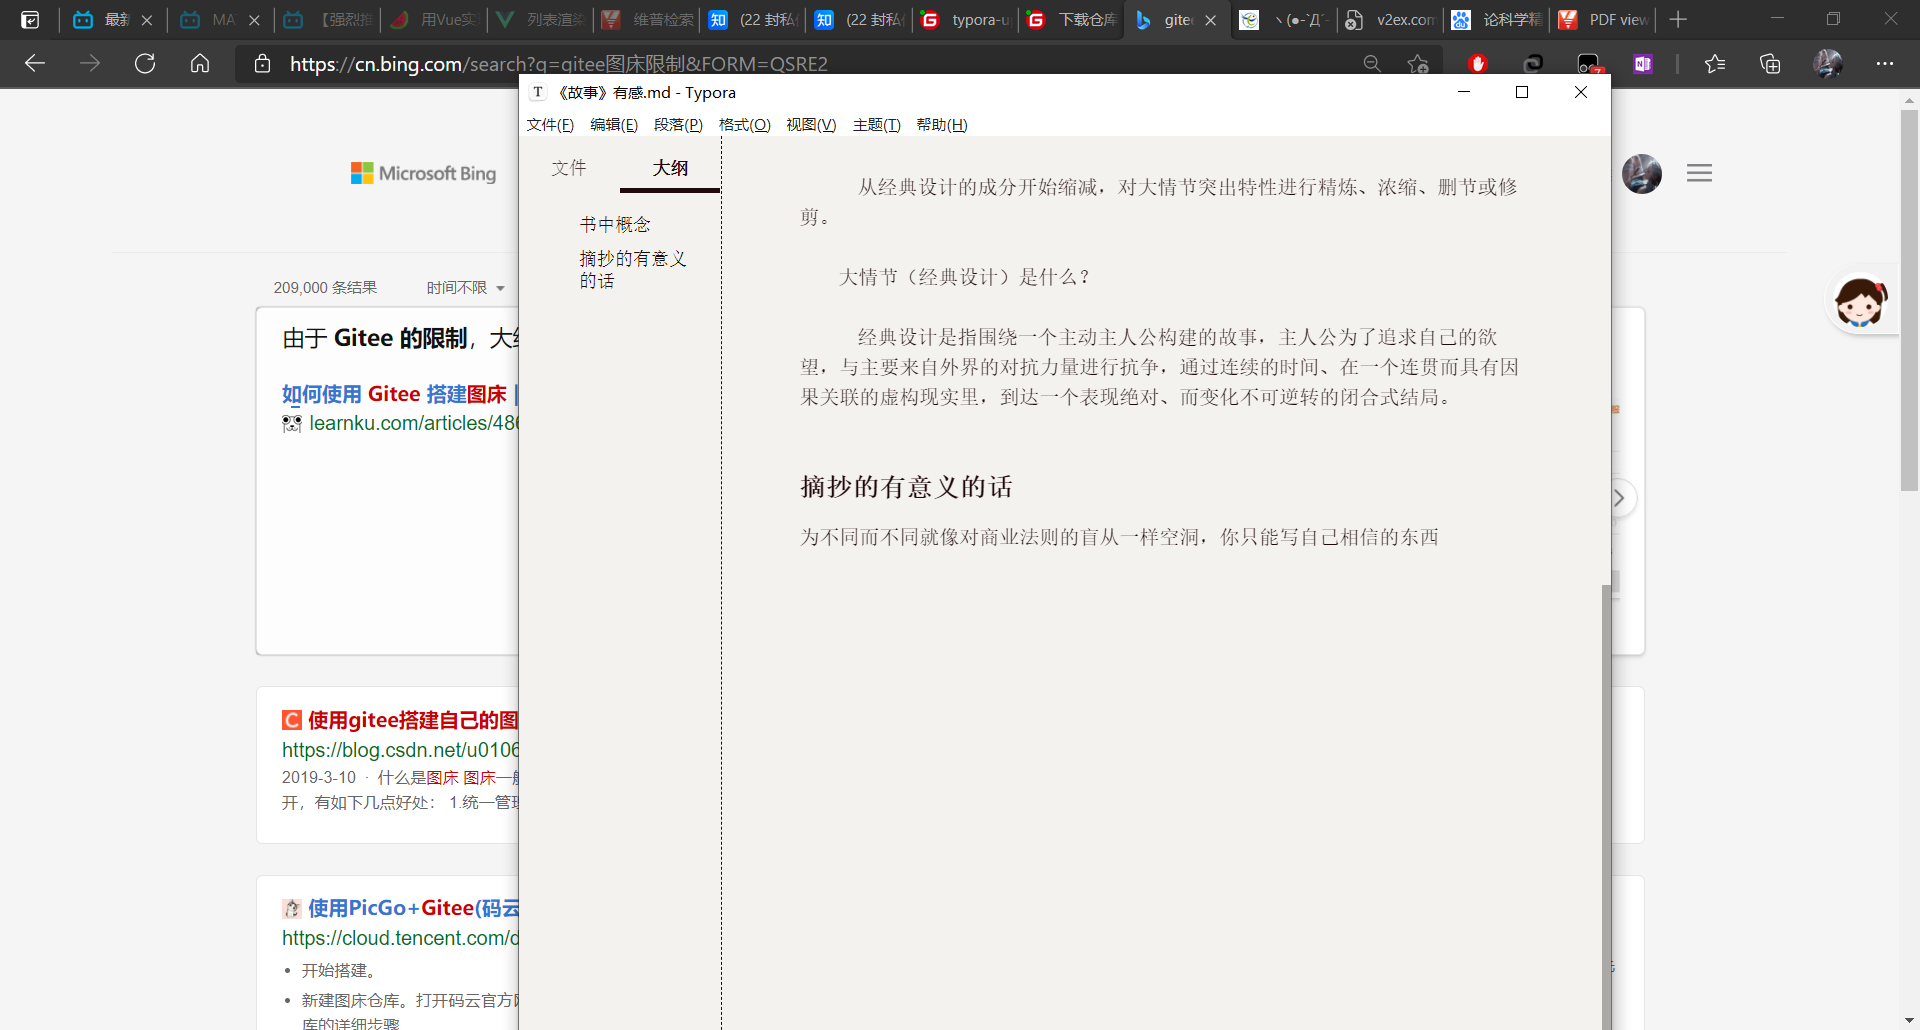 最新
MA
【强烈推
用Vue实
列表渲染
维普检索
(22 封私信
(22 封私信
typora-u
下载仓库
gitee
ヽ(●-`Д´-
v2ex.com
论科学精
PDF view
https://cn.bing.com/search?q=gitee图床限制&FORM=QSRE2
《故事》有感.md - Typora
文件(F) 编辑(E) 段落(P) 格式(O) 视图(V) 主题(T) 帮助(H)
文件 大纲
书中概念
摘抄的有意义
的话
从经典设计的成分开始缩减，对大情节突出特性进行精炼、浓缩、删节或修
剪。
大情节（经典设计）是什么？
经典设计是指围绕一个主动主人公构建的故事，主人公为了追求自己的欲
望，与主要来自外界的对抗力量进行抗争，通过连续的时间、在一个连贯而具有因
果关联的虚构现实里，到达一个表现绝对、而变化不可逆转的闭合式结局。
摘抄的有意义的话
为不同而不同就像对商业法则的盲从一样空洞，你只能写自己相信的东西
Microsoft Bing
209,000 条结果 时间不限
由于 Gitee 的限制，大
如何使用 Gitee 搭建图床 |
learnku.com/articles/486
使用gitee搭建自己的图
https://blog.csdn.net/u0106
2019-3-10 · 什么是图床 图床一般
开，有如下几点好处： 1.统一管理
使用PicGo+Gitee(码云
https://cloud.tencent.com/d
• 开始搭建。
• 新建图床仓库。打开码云官方网
库的详细步骤